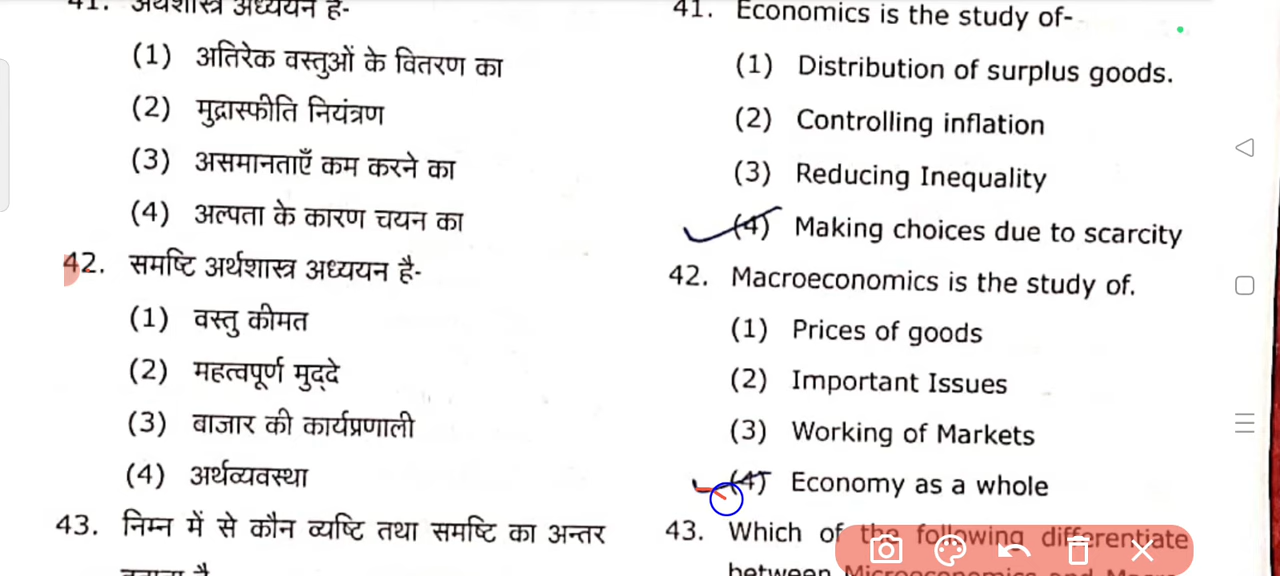 41. अर्थशास्त्र अध्ययन है-
(1) अतिरेक वस्तुओं के वितरण का
(2) मुद्रास्फीति नियंत्रण
(3) असमानताएँ कम करने का
(4) अल्पता के कारण चयन का
42. समष्टि अर्थशास्त्र अध्ययन है-
(1) वस्तु कीमत
(2) महत्वपूर्ण मुद्दे
(3) बाजार की कार्यप्रणाली
(4) अर्थव्यवस्था
43. निम्न में से कौन व्यष्टि तथा समष्टि का अन्तर
41. Economics is the study of-
(1) Distribution of surplus goods.
(2) Controlling inflation
(3) Reducing Inequality
(4) Making choices due to scarcity
42. Macroeconomics is the study of.
(1) Prices of goods
(2) Important Issues
(3) Working of Markets
(4) Economy as a whole
43. Which of the following differentiate
between Microeconomics and